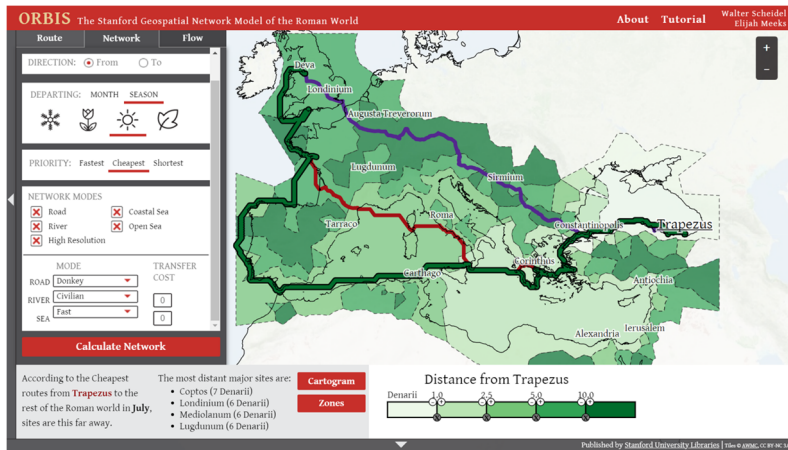 ORBIS The Stanford Geospatial Network Model of the Roman World
About Tutorial
Walter Scheidel
Elijah Meeks
Route Network Flow
DIRECTION: From To
DEPARTING: MONTH SEASON
PRIORITY: Fastest Cheapest Shortest
NETWORK MODES
Road Coastal Sea
River Open Sea
High Resolution
MODE TRANSFER COST
ROAD Donkey
RIVER Civilian 0
SEA Fast 0
Calculate Network
+
−
Deva
Londinium
Augusta Treverorum
Lugdunum
Sirmium
Tarraco
Roma
Constantinopolis
Trapezus
Corinthus
Carthago
Antiochia
Ierusalem
Alexandria
According to the Cheapest
routes from Trapezus to the
rest of the Roman world in July,
sites are this far away.
The most distant major sites are:
• Coptos (7 Denarii)
• Londinium (6 Denarii)
• Mediolanum (6 Denarii)
• Lugdunum (6 Denarii)
Cartogram
Zones
Distance from Trapezus
Denarii 1.0 2.5 5.0 10.0
Published by Stanford University Libraries | Tiles © AWMC, CC BY-NC 3.